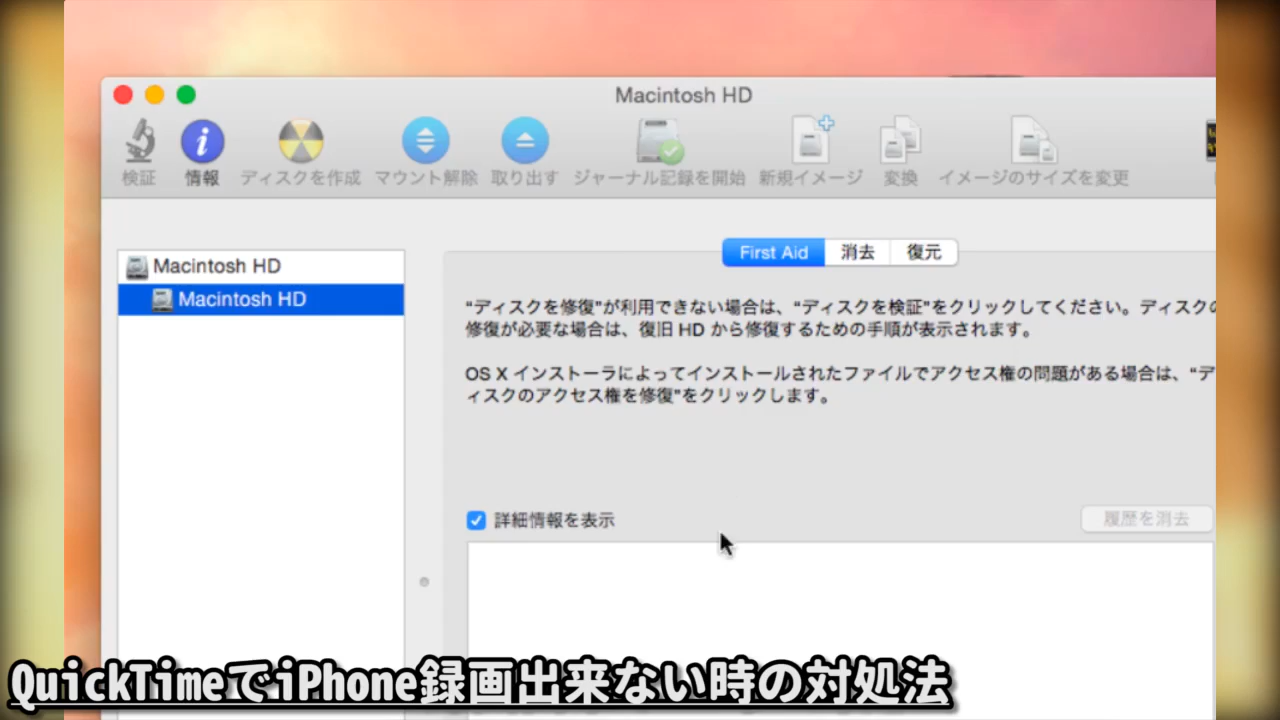 Macintosh HD
検証 情報 ディスクを作成 マウント解除 取り出す ジャーナル記録を開始 新規イメージ 変換 イメージのサイズを変更
Macintosh HD
Macintosh HD
First Aid 消去 復元
“ディスクを修復”が利用できない場合は、“ディスクを検証”をクリックしてください。ディスクの
修復が必要な場合は、復旧 HD から修復するための手順が表示されます。
OS X インストーラによってインストールされたファイルでアクセス権の問題がある場合は、“デ
ィスクのアクセス権を修復”をクリックします。
詳細情報を表示
履歴を消去
QuickTimeでiPhone録画出来ない時の対処法